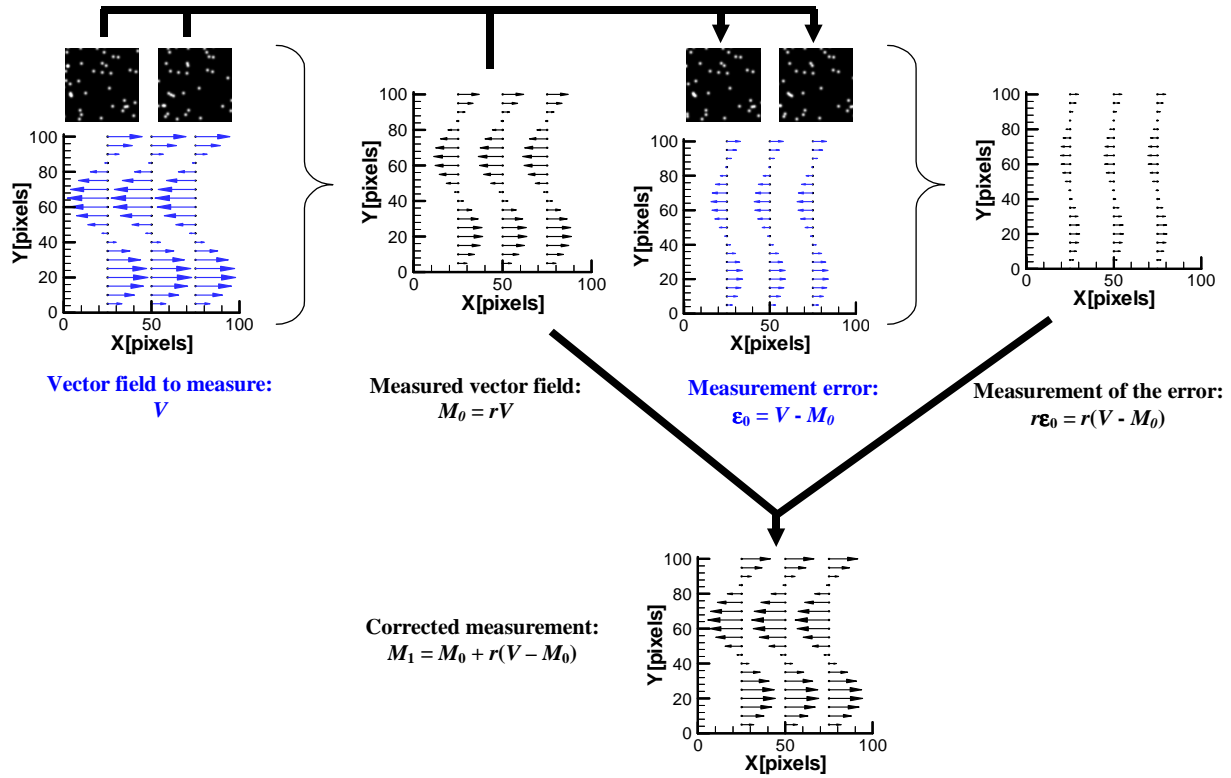 100
80
60
40
20
0
Y[pixels]
0 50 100
X[pixels]
100
80
60
40
20
0
Y[pixels]
0 50 100
X[pixels]
100
80
60
40
20
0
Y[pixels]
0 50 100
X[pixels]
100
80
60
40
20
0
Y[pixels]
0 50 100
X[pixels]
Vector field to measure:
V
Measured vector field:
M₀ = rV
Measurement error:
ε₀ = V - M₀
Measurement of the error:
rε₀ = r(V - M₀)
Corrected measurement:
M₁ = M₀ + r(V – M₀)
100
80
60
40
20
0
Y[pixels]
0 50 100
X[pixels]